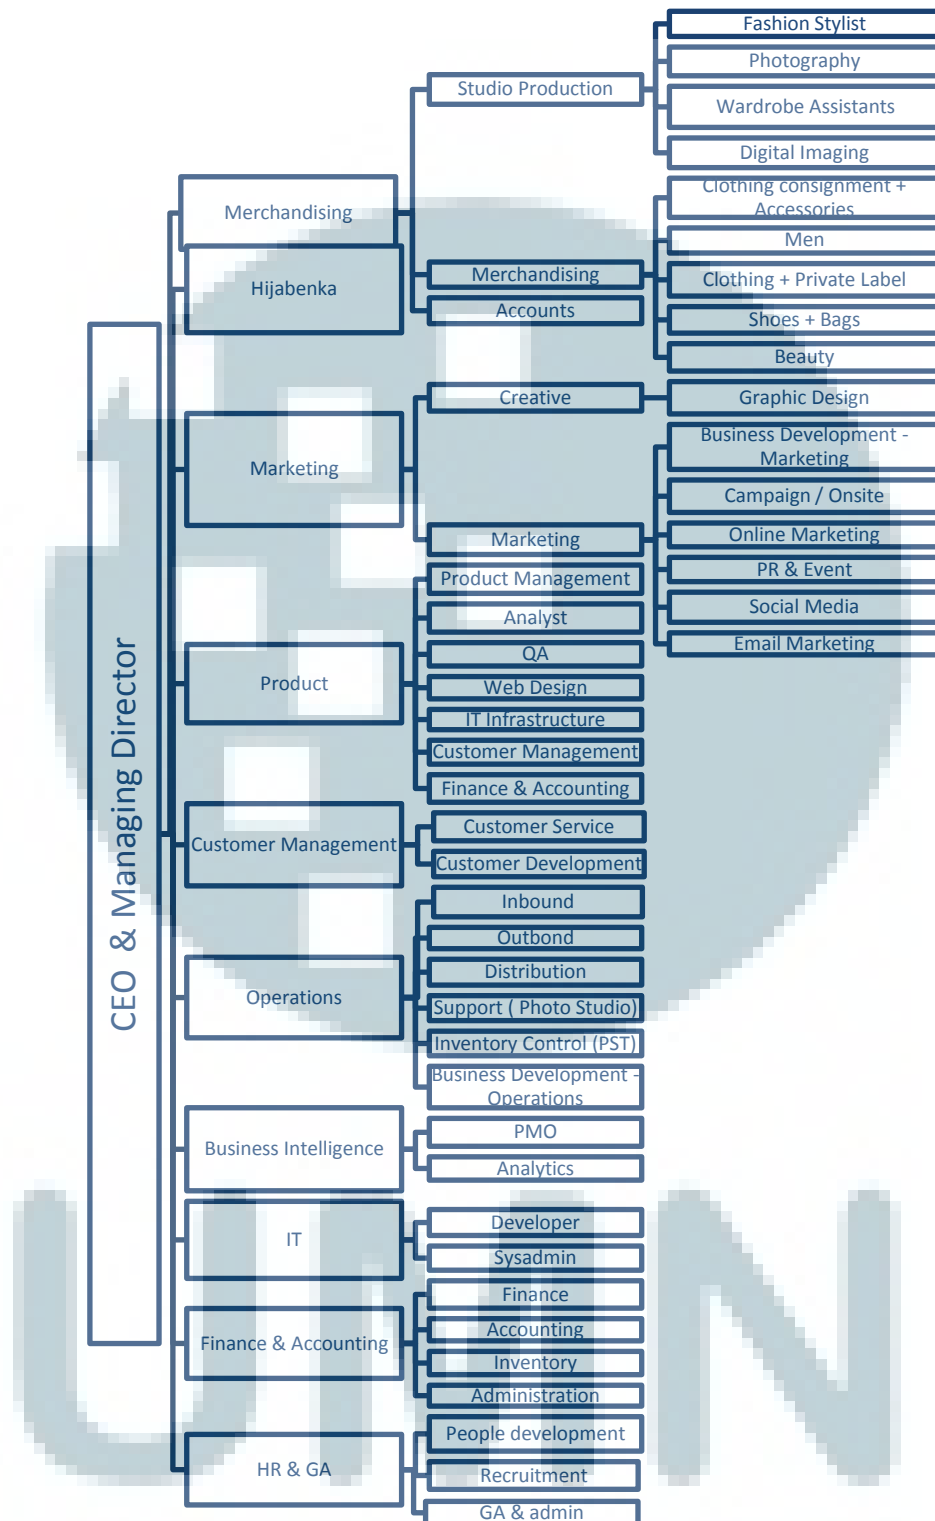 CEO & Managing Director
Merchandising
Studio Production
Fashion Stylist
Photography
Wardrobe Assistants
Digital Imaging
Merchandising
Clothing consignment +
Accessories
Men
Clothing + Private Label
Shoes + Bags
Beauty
Accounts
Hijabenka
Marketing
Creative
Graphic Design
Marketing
Business Development -
Marketing
Campaign / Onsite
Online Marketing
PR & Event
Social Media
Email Marketing
Product
Product Management
Analyst
QA
Web Design
IT Infrastructure
Customer Management
Finance & Accounting
Customer Management
Customer Service
Customer Development
Operations
Inbound
Outbond
Distribution
Support ( Photo Studio)
Inventory Control (PST)
Business Development -
Operations
Business Intelligence
PMO
Analytics
IT
Developer
Sysadmin
Finance & Accounting
Finance
Accounting
Inventory
Administration
HR & GA
People development
Recruitment
GA & admin
UMN